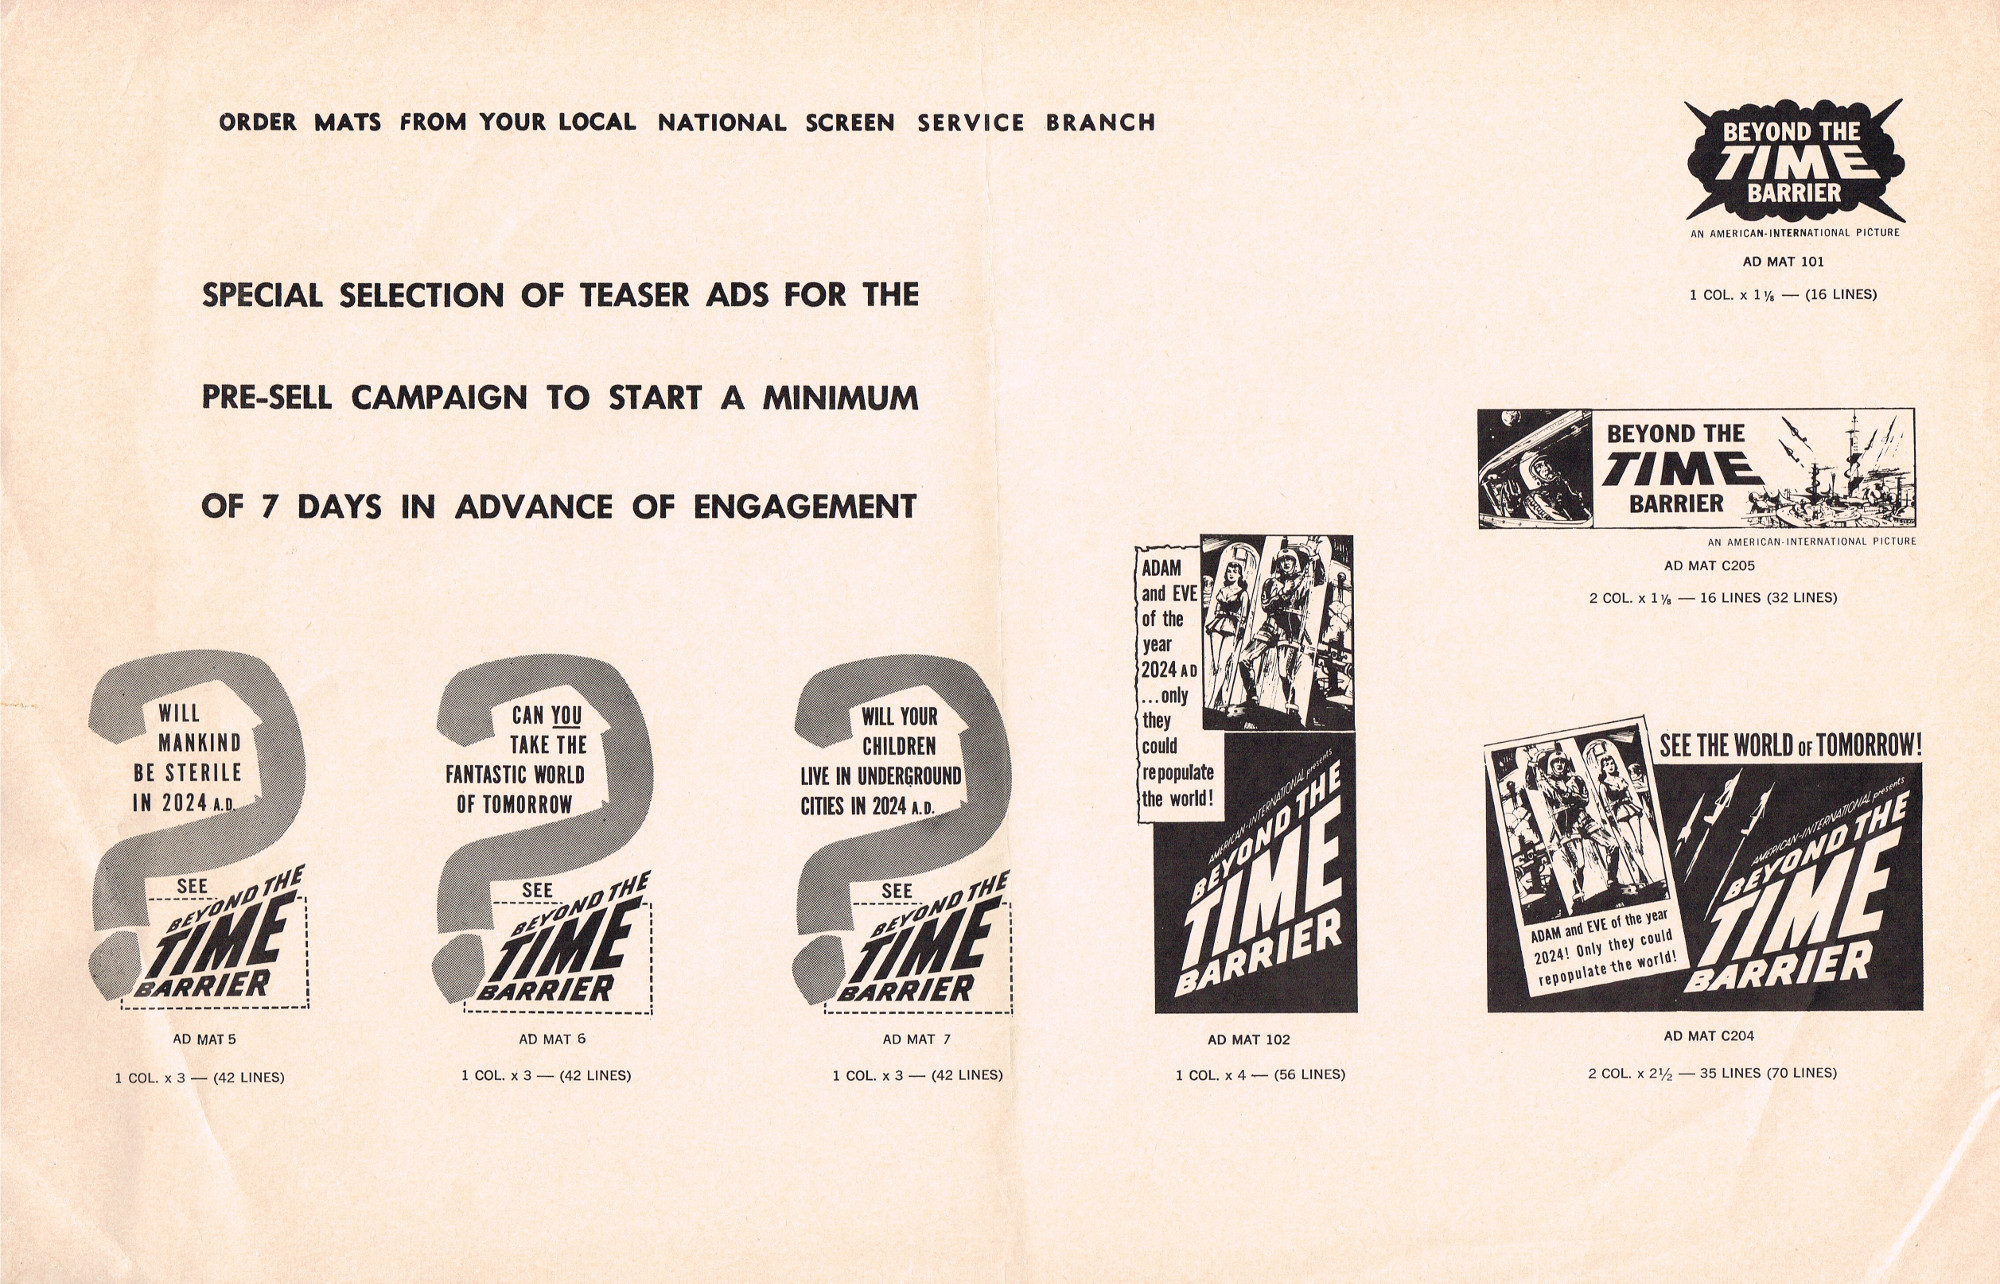 ORDER MATS FROM YOUR LOCAL NATIONAL SCREEN SERVICE BRANCH
SPECIAL SELECTION OF TEASER ADS FOR THE
PRE-SELL CAMPAIGN TO START A MINIMUM
OF 7 DAYS IN ADVANCE OF ENGAGEMENT
WILL
MANKIND
BE STERILE
IN 2024 A.D.
SEE
BEYOND THE
TIME
BARRIER
AD MAT 5
1 COL. x 3 — (42 LINES)
CAN YOU
TAKE THE
FANTASTIC WORLD
OF TOMORROW
SEE
BEYOND THE
TIME
BARRIER
AD MAT 6
1 COL. x 3 — (42 LINES)
WILL YOUR
CHILDREN
LIVE IN UNDERGROUND
CITIES IN 2024 A.D.
SEE
BEYOND THE
TIME
BARRIER
AD MAT 7
1 COL. x 3 — (42 LINES)
ADAM
and EVE
of the
year
2024 AD
...only
they
could
repopulate
the world!
AMERICAN-INTERNATIONAL presents
BEYOND THE
TIME
BARRIER
AD MAT 102
1 COL. x 4 — (56 LINES)
BEYOND THE
TIME
BARRIER
AN AMERICAN-INTERNATIONAL PICTURE
AD MAT 101
1 COL. x 1 1/8 — (16 LINES)
BEYOND THE
TIME
BARRIER
AN AMERICAN-INTERNATIONAL PICTURE
AD MAT C205
2 COL. x 1 1/8 — 16 LINES (32 LINES)
SEE THE WORLD OF TOMORROW!
ADAM and EVE of the year
2024! Only they could
repopulate the world!
AMERICAN-INTERNATIONAL presents
BEYOND THE
TIME
BARRIER
AD MAT C204
2 COL. x 2½ — 35 LINES (70 LINES)